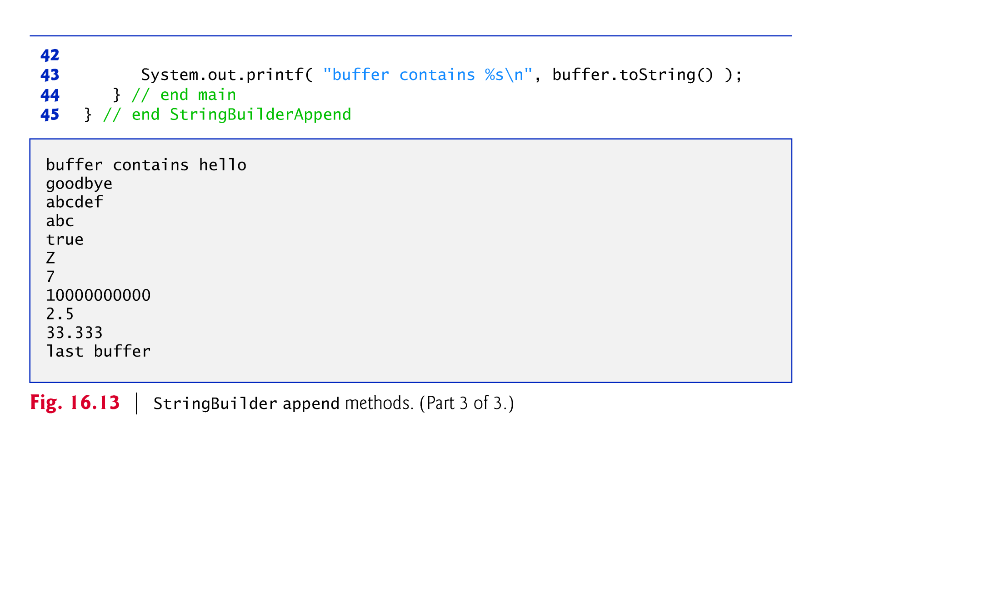 42
43 System.out.printf( "buffer contains %s\n", buffer.toString() );
44 } // end main
45 } // end StringBuilderAppend
buffer contains hello
goodbye
abcdef
abc
true
Z
7
10000000000
2.5
33.333
last buffer
Fig. 16.13 | StringBuilder append methods. (Part 3 of 3.)